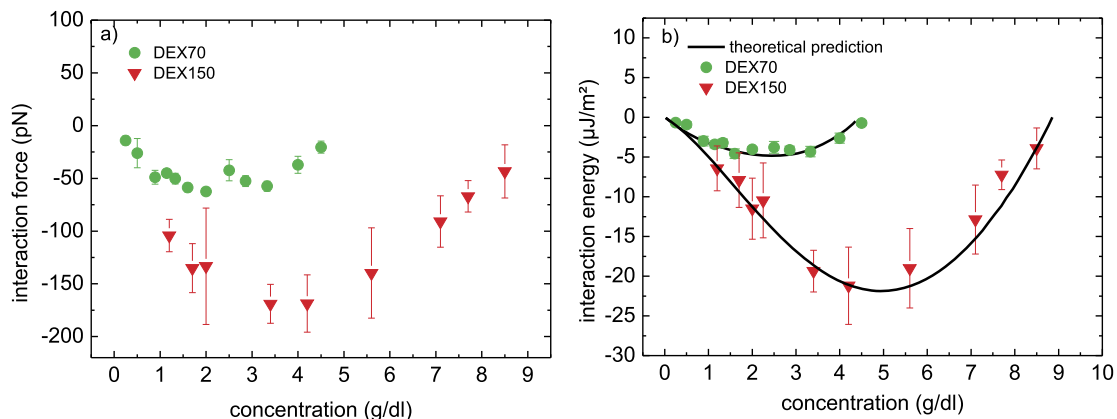 a)
DEX70
DEX150
100
50
0
-50
-100
-150
-200
interaction force (pN)
0 1 2 3 4 5 6 7 8 9
concentration (g/dl)
b)
theoretical prediction
DEX70
DEX150
10
5
0
-5
-10
-15
-20
-25
-30
interaction energy (µJ/m²)
0 1 2 3 4 5 6 7 8 9 10
concentration (g/dl)